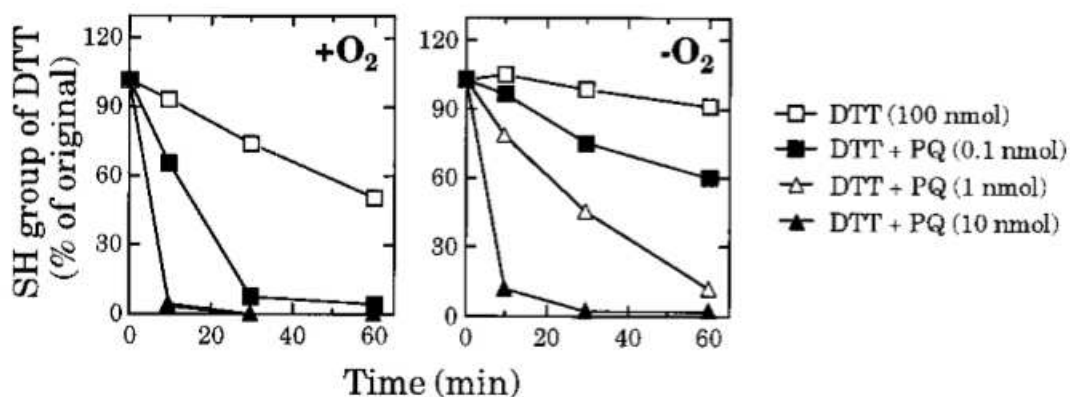 +O2
-O2
SH group of DTT
(% of original)
120
90
60
30
0
0
20
40
60
120
90
60
30
0
0
20
40
60
Time (min)
DTT (100 nmol)
DTT + PQ (0.1 nmol)
DTT + PQ (1 nmol)
DTT + PQ (10 nmol)